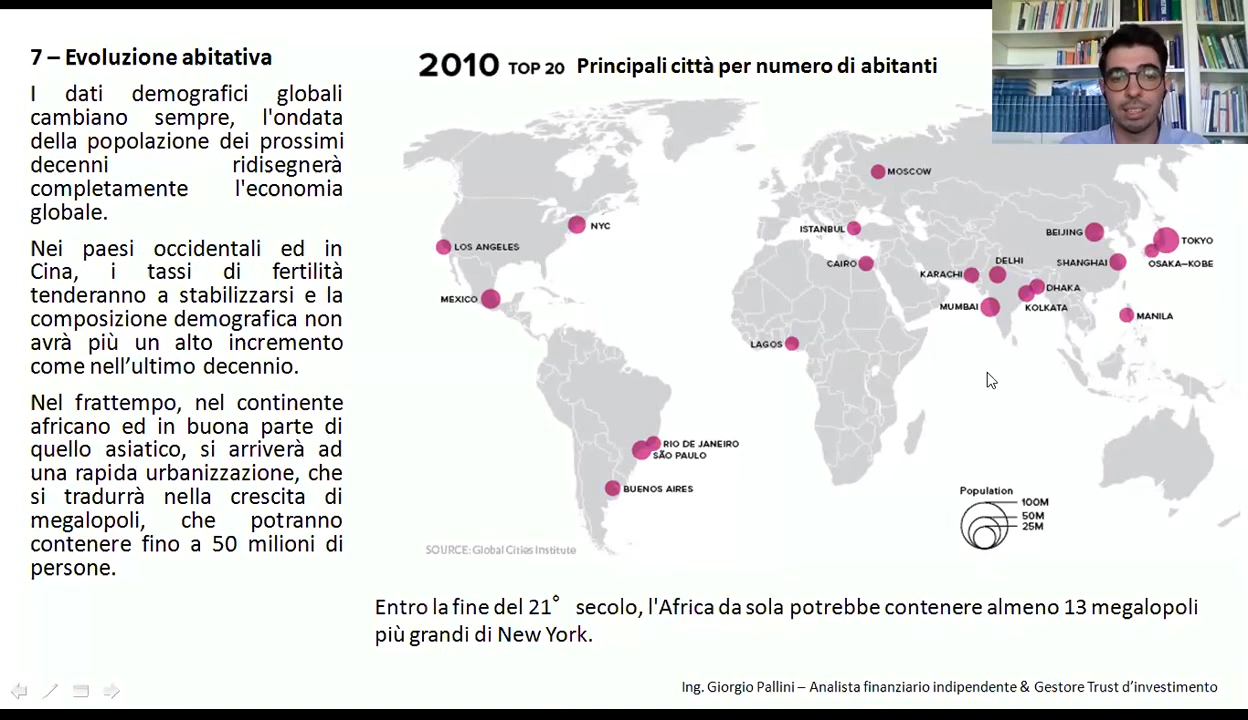 7 – Evoluzione abitativa
I dati demografici globali
cambiano sempre, l'ondata
della popolazione dei prossimi
decenni ridisegnerà
completamente l'economia
globale.
Nei paesi occidentali ed in
Cina, i tassi di fertilità
tenderanno a stabilizzarsi e la
composizione demografica non
avrà più un alto incremento
come nell’ultimo decennio.
Nel frattempo, nel continente
africano ed in buona parte di
quello asiatico, si arriverà ad
una rapida urbanizzazione, che
si tradurrà nella crescita di
megalopoli, che potranno
contenere fino a 50 milioni di
persone.
2010 TOP 20 Principali città per numero di abitanti
MOSCOW
NYC
ISTANBUL
LOS ANGELES
BEIJING
TOKYO
CAIRO
DELHI
SHANGHAI
OSAKA–KOBE
KARACHI
DHAKA
MEXICO
MUMBAI
KOLKATA
MANILA
LAGOS
RIO DE JANEIRO
SÃO PAULO
BUENOS AIRES
Population
100M
50M
25M
SOURCE: Global Cities Institute
Entro la fine del 21° secolo, l'Africa da sola potrebbe contenere almeno 13 megalopoli
più grandi di New York.
Ing. Giorgio Pallini – Analista finanziario indipendente & Gestore Trust d’investimento